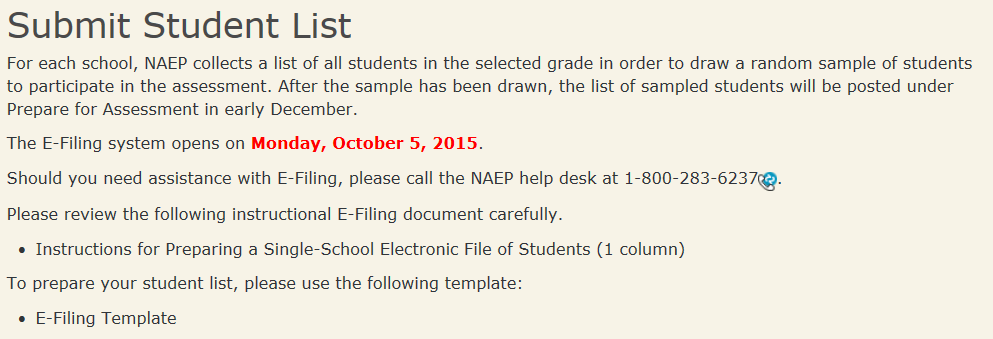 Submit Student List
For each school, NAEP collects a list of all students in the selected grade in order to draw a random sample of students
to participate in the assessment. After the sample has been drawn, the list of sampled students will be posted under
Prepare for Assessment in early December.
The E-Filing system opens on Monday, October 5, 2015.
Should you need assistance with E-Filing, please call the NAEP help desk at 1-800-283-6237.
Please review the following instructional E-Filing document carefully.
• Instructions for Preparing a Single-School Electronic File of Students (1 column)
To prepare your student list, please use the following template:
• E-Filing Template